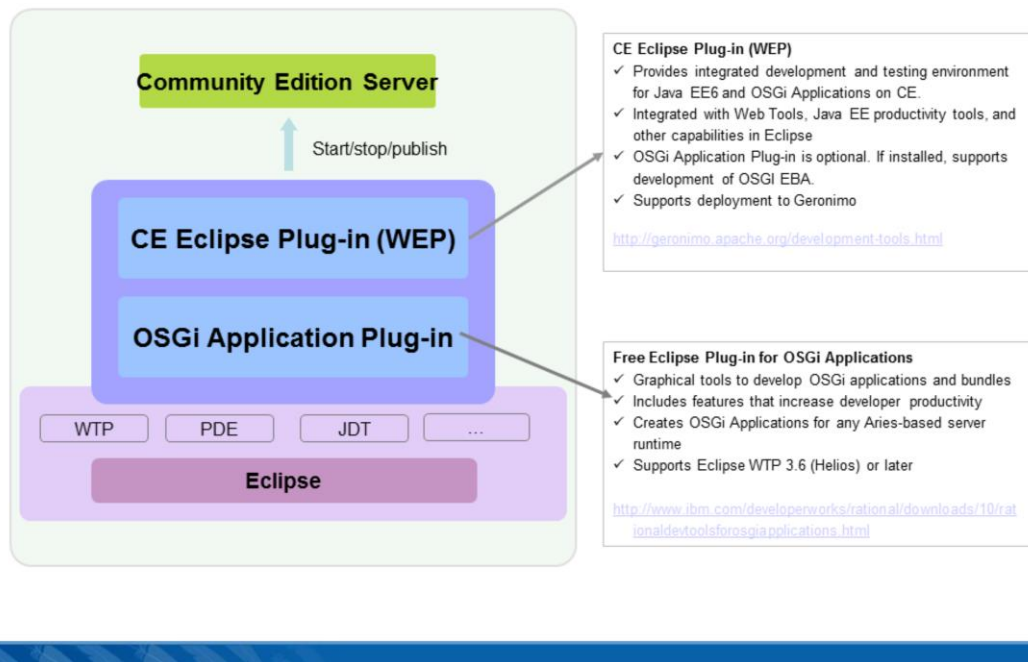 Community Edition Server
Start/stop/publish
CE Eclipse Plug-in (WEP)
OSGi Application Plug-in
WTP
PDE
JDT
...
Eclipse
CE Eclipse Plug-in (WEP)
✓ Provides integrated development and testing environment
for Java EE6 and OSGi Applications on CE.
✓ Integrated with Web Tools, Java EE productivity tools, and
other capabilities in Eclipse
✓ OSGi Application Plug-in is optional. If installed, supports
development of OSGI EBA.
✓ Supports deployment to Geronimo
http://geronimo.apache.org/development-tools.html
Free Eclipse Plug-in for OSGi Applications
✓ Graphical tools to develop OSGi applications and bundles
✓ Includes features that increase developer productivity
✓ Creates OSGi Applications for any Aries-based server
runtime
✓ Supports Eclipse WTP 3.6 (Helios) or later
http://www.ibm.com/developerworks/rational/downloads/10/rat
ionaldevtoolsforosgiapplications.html